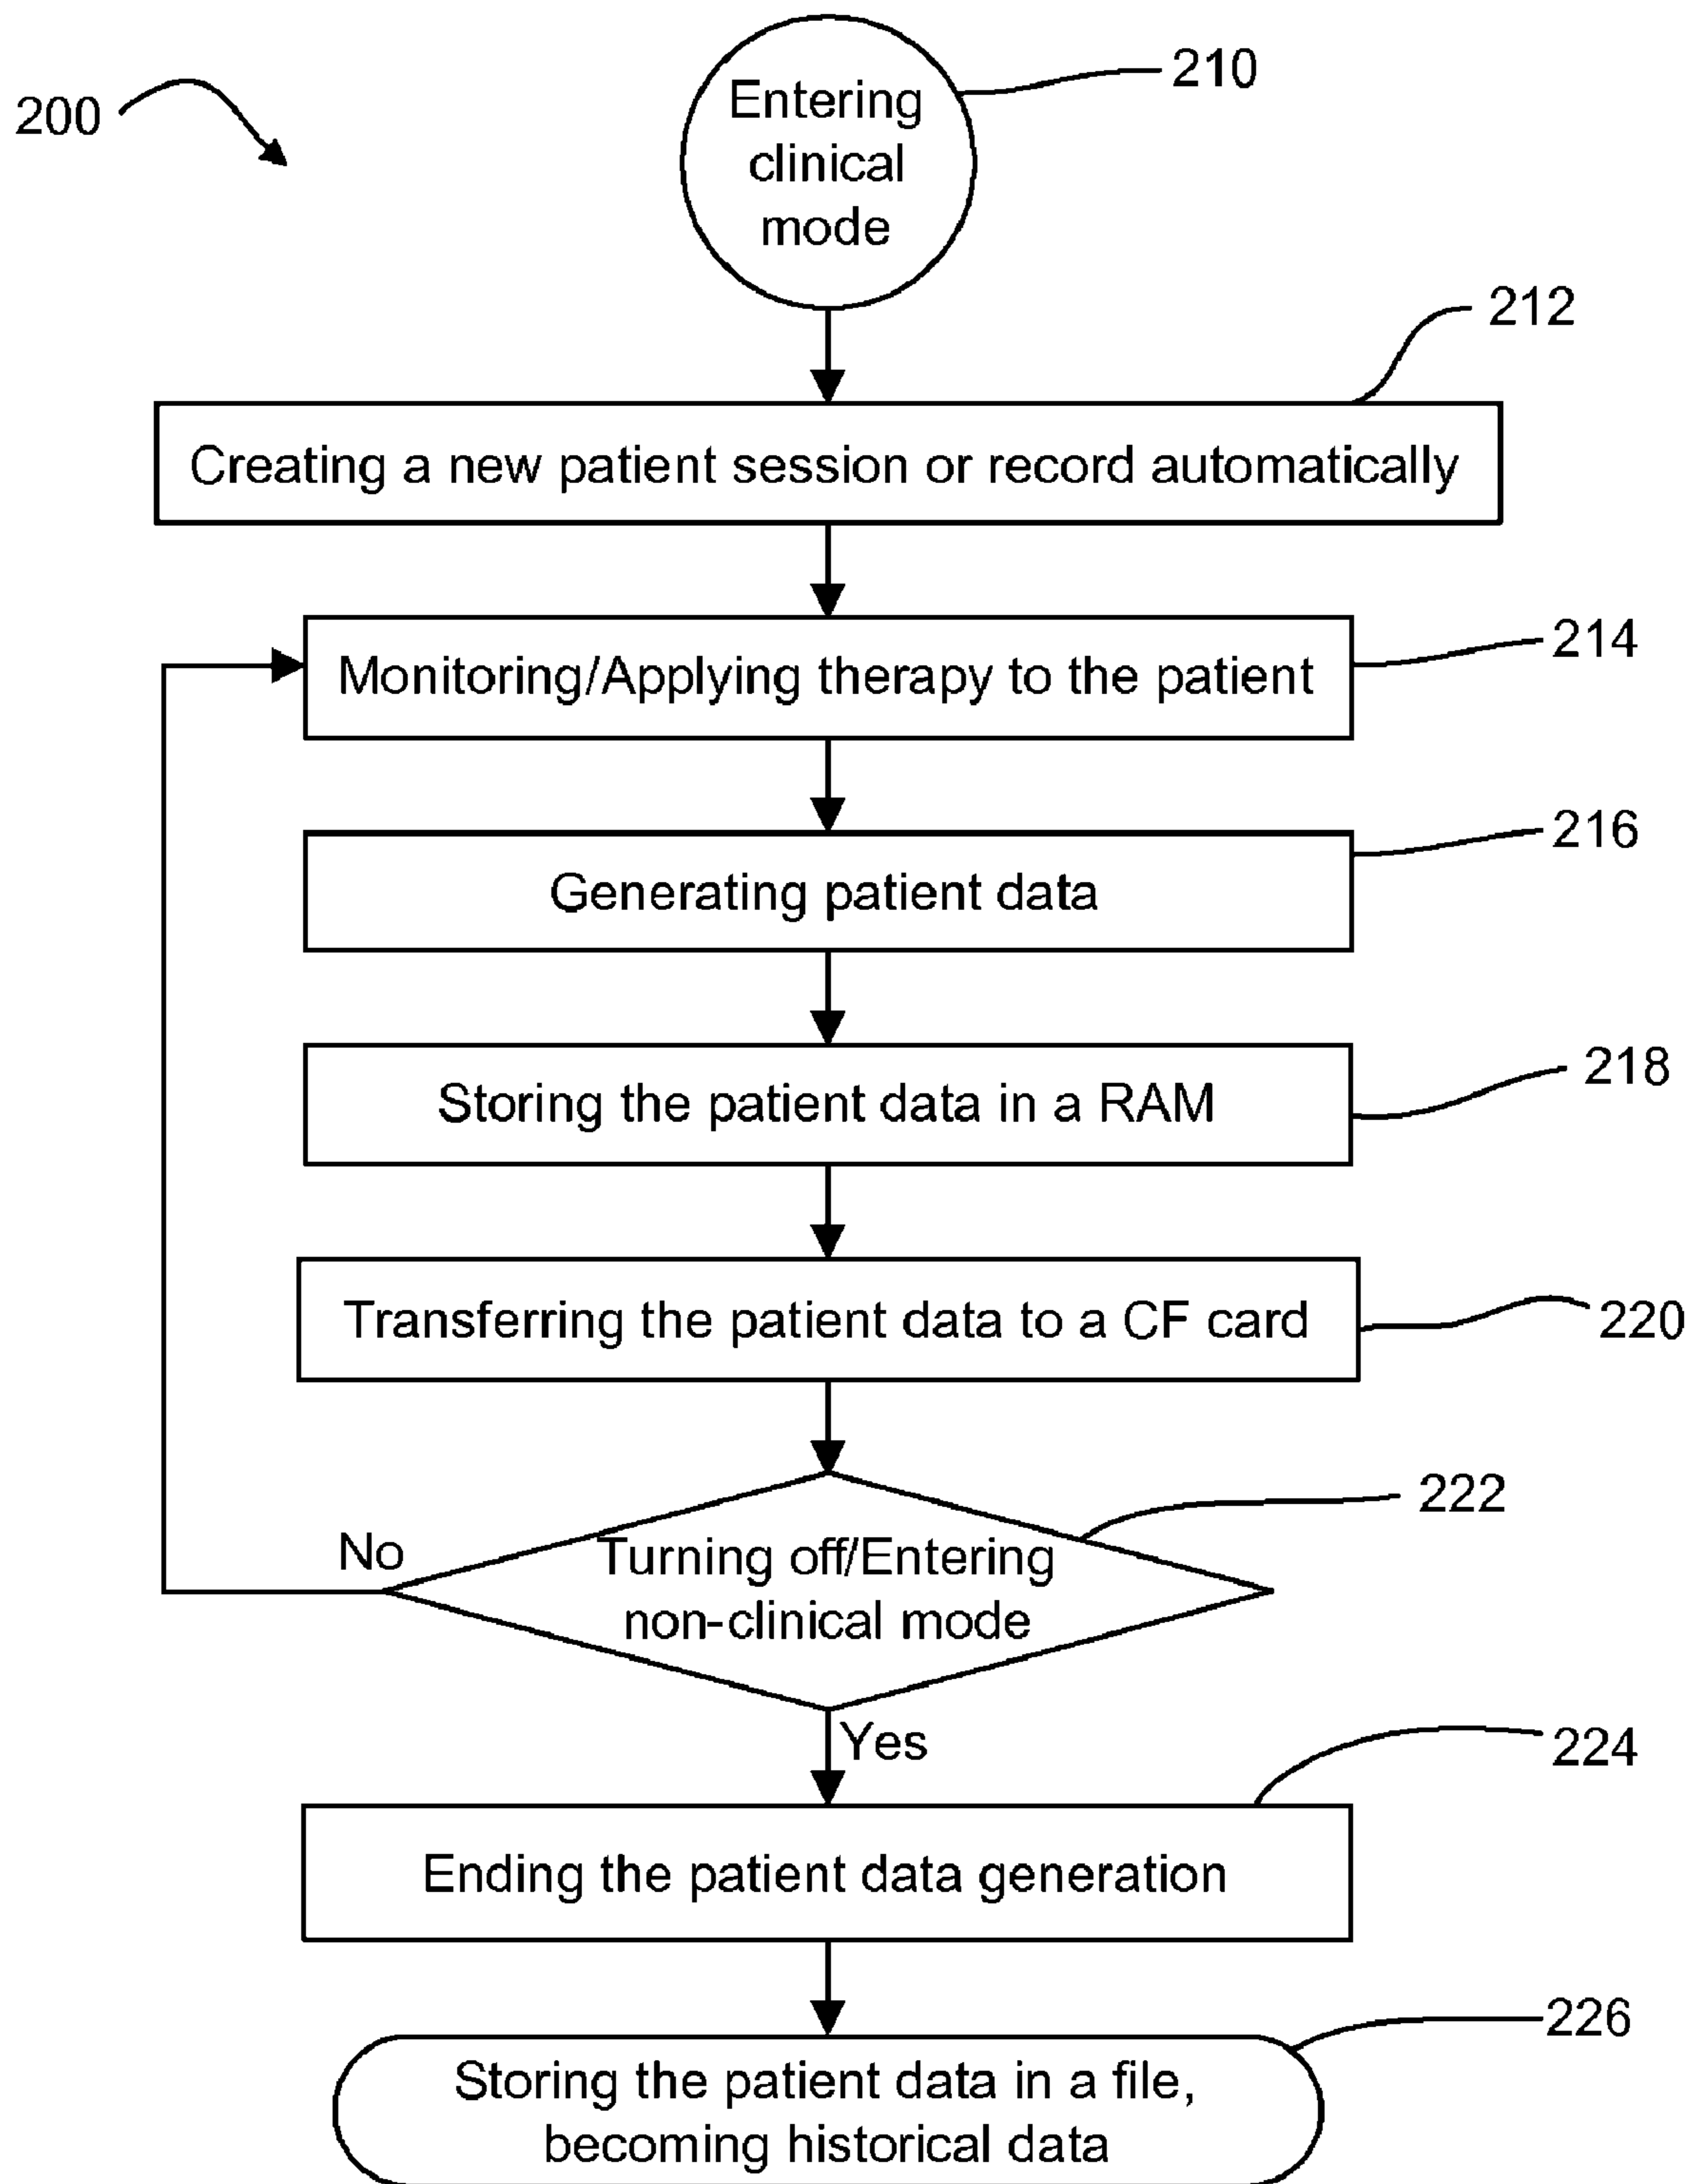 210
Entering
clinical
mode
200
212
Creating a new patient session or record automatically
214
Monitoring/Applying therapy to the patient
216
Generating patient data
218
Storing the patient data in a RAM
220
Transferring the patient data to a CF card
222
No
Turning off/Entering
non-clinical mode
Yes
224
Ending the patient data generation
226
Storing the patient data in a file,
becoming historical data